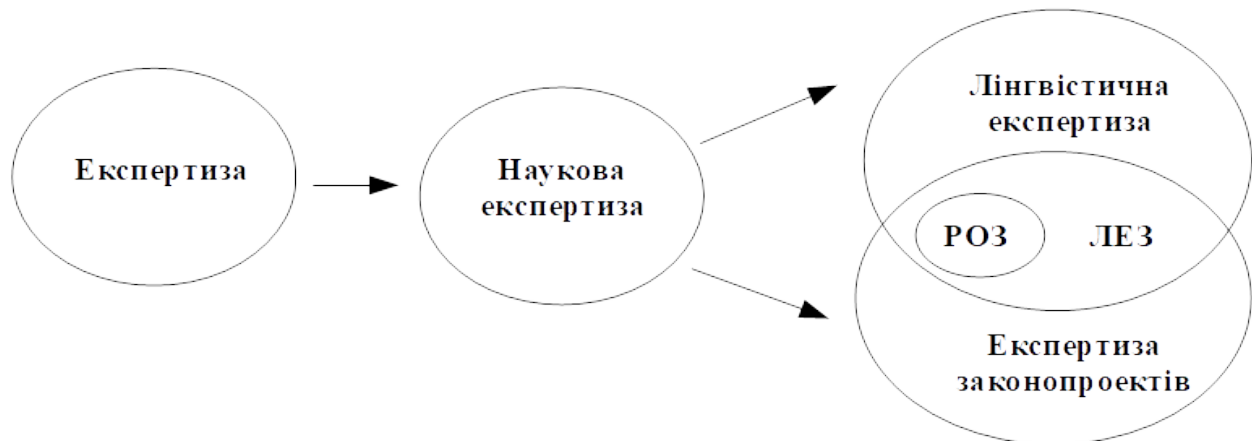 Експертиза
Наукова
експертиза
Лінгвістична
експертиза
РОЗ
ЛЕЗ
Експертиза
законопроектів